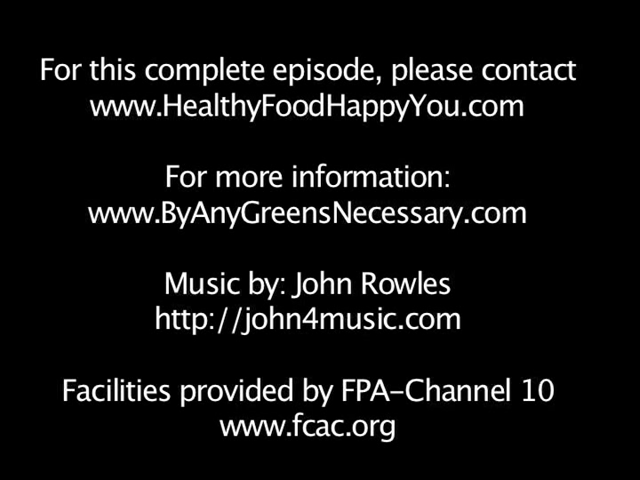 For this complete episode, please contact
www.HealthyFoodHappyYou.com
For more information:
www.ByAnyGreensNecessary.com
Music by: John Rowles
http://john4music.com
Facilities provided by FPA-Channel 10
www.fcac.org